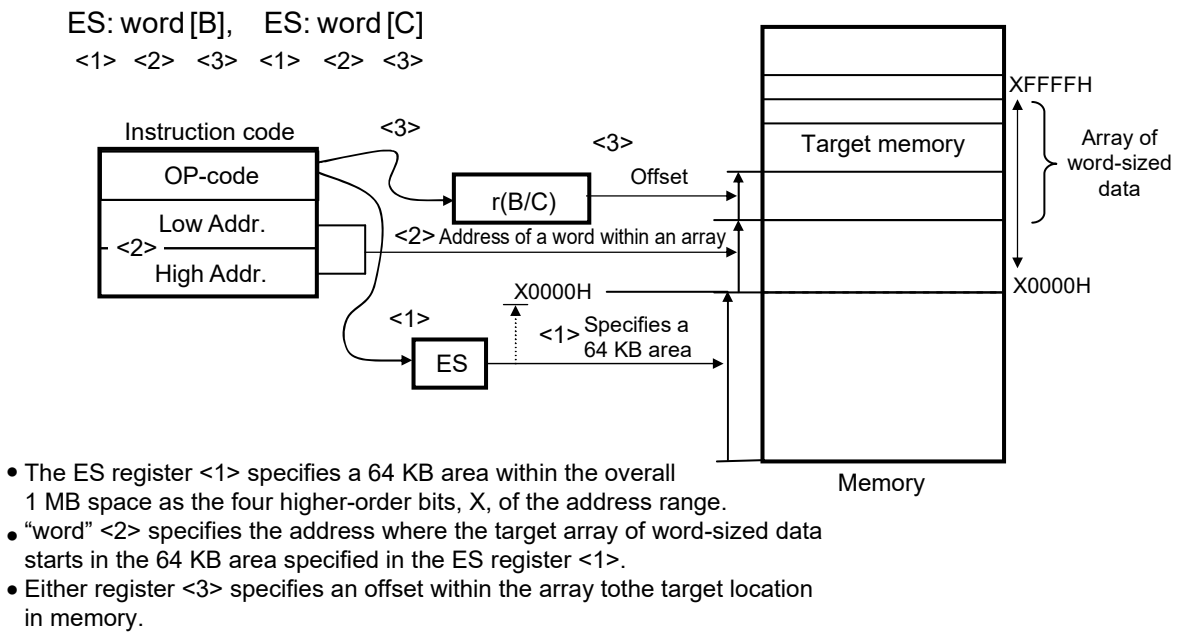 ES: word [B], ES: word [C]
<1> <2> <3> <1> <2> <3>
XFFFFH
Instruction code
<3>
<3>
Array of
word-sized
data
Target memory
OP-code
Offset
r(B/C)
Low Addr.
<2> Address of a word within an array
<2>
High Addr.
X0000H
X0000H
<1>
<1> Specifies a
64 KB area
ES
Memory
• The ES register <1> specifies a 64 KB area within the overall
1 MB space as the four higher-order bits, X, of the address range.
• “word” <2> specifies the address where the target array of word-sized data
starts in the 64 KB area specified in the ES register <1>.
• Either register <3> specifies an offset within the array tothe target location
in memory.